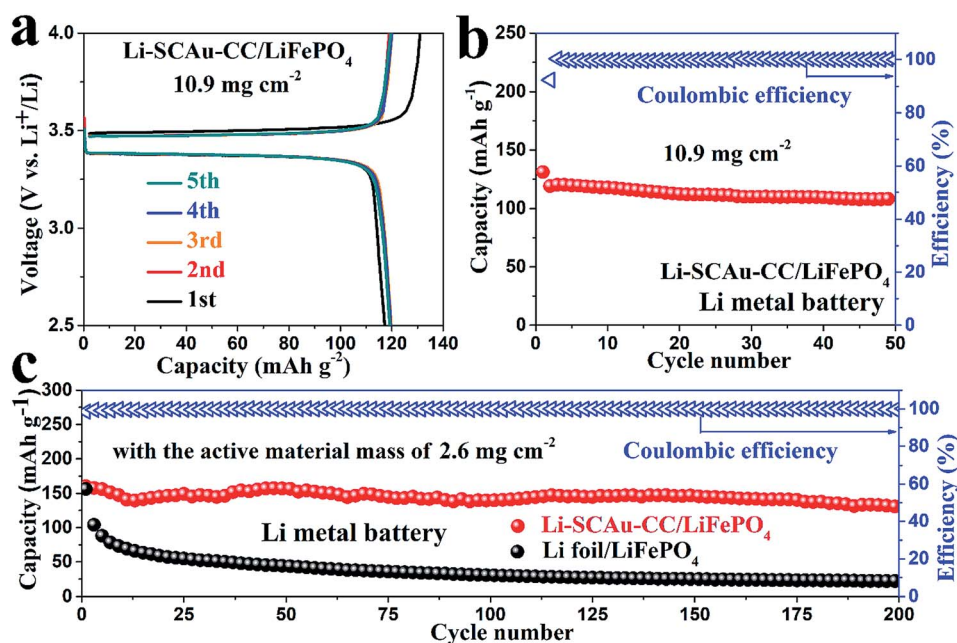 a
Li-SCAu-CC/LiFePO4
10.9 mg cm-2
5th
4th
3rd
2nd
1st
Voltage (V vs. Li+/Li)
4.0
3.5
3.0
2.5
0 20 40 60 80 100 120 140
Capacity (mAh g-2)
b
Coulombic efficiency
10.9 mg cm-2
Li-SCAu-CC/LiFePO4
Li metal battery
Capacity (mAh g-1)
250
200
150
100
50
0
Efficiency (%)
100
80
60
40
20
0
0 10 20 30 40 50
Cycle number
c
with the active material mass of 2.6 mg cm-2
Coulombic efficiency
Li metal battery
Li-SCAu-CC/LiFePO4
Li foil/LiFePO4
Capacity (mAh g-1)
300
250
200
150
100
50
0
Efficiency (%)
100
80
60
40
20
0
0 25 50 75 100 125 150 175 200
Cycle number